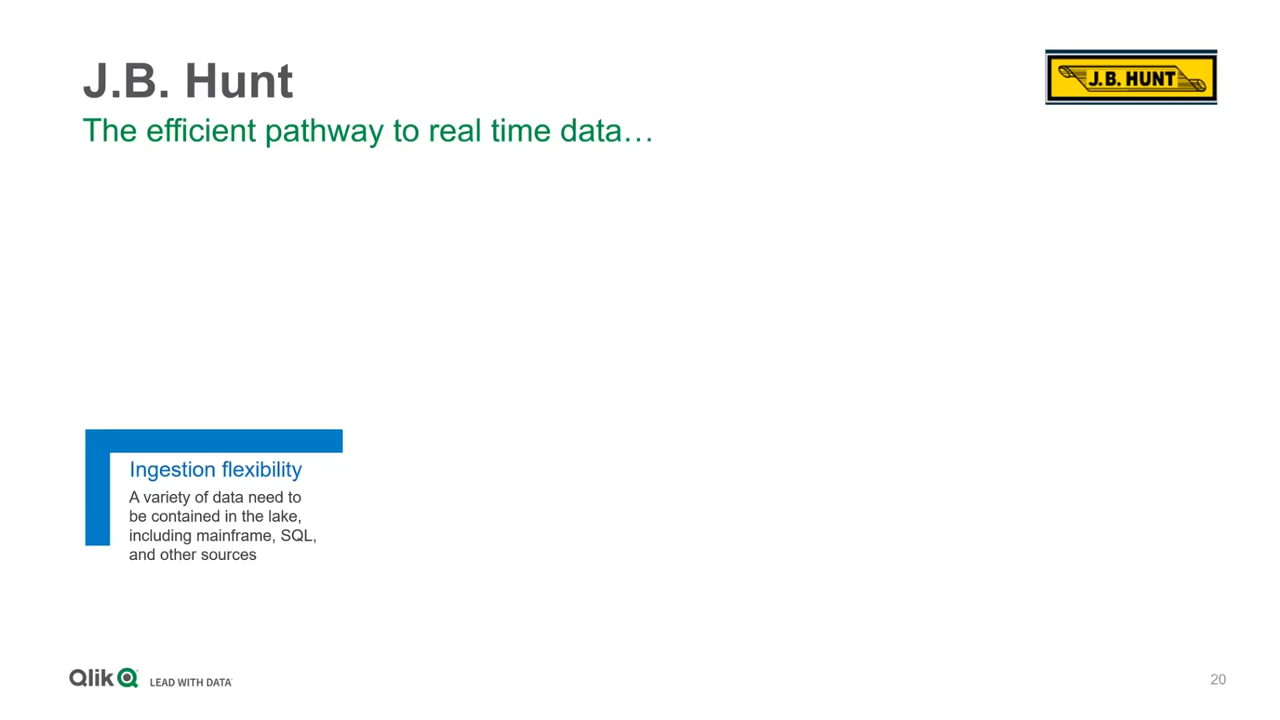 J.B. Hunt
J.B. HUNT
The efficient pathway to real time data…
Ingestion flexibility
A variety of data need to
be contained in the lake,
including mainframe, SQL,
and other sources
Qlik LEAD WITH DATA
20